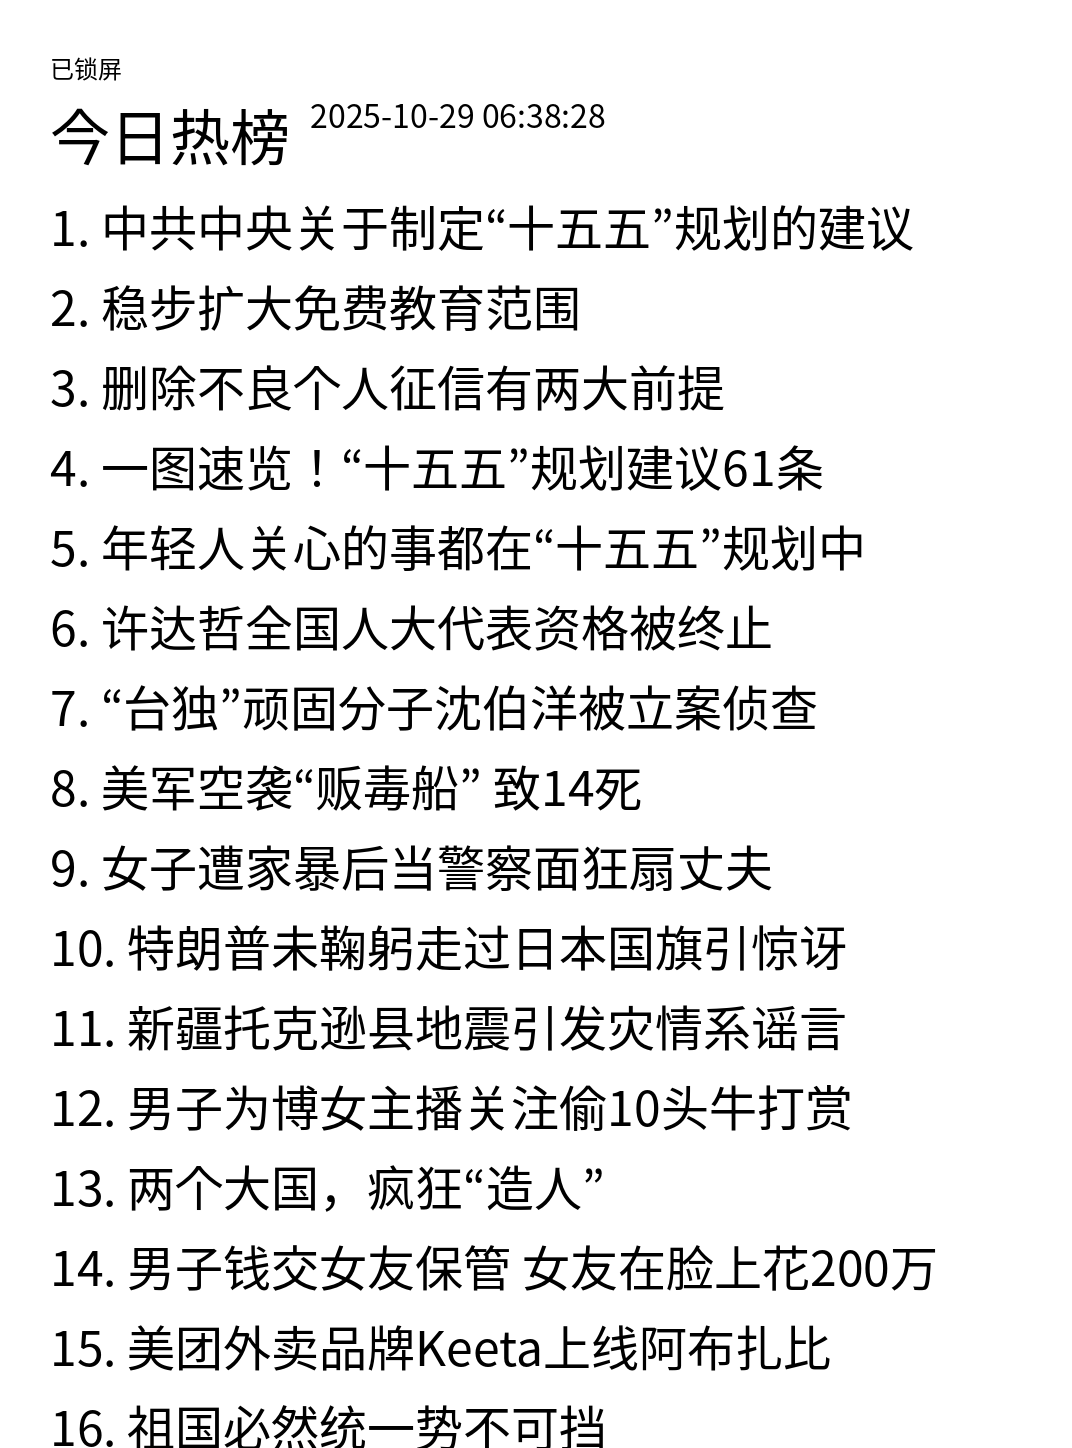 已锁屏
今日热榜 2025-10-29 06:38:28
1. 中共中央关于制定“十五五”规划的建议
2. 稳步扩大免费教育范围
3. 删除不良个人征信有两大前提
4. 一图速览！“十五五”规划建议61条
5. 年轻人关心的事都在“十五五”规划中
6. 许达哲全国人大代表资格被终止
7. “台独”顽固分子沈伯洋被立案侦查
8. 美军空袭“贩毒船” 致14死
9. 女子遭家暴后当警察面狂扇丈夫
10. 特朗普未鞠躬走过日本国旗引惊讶
11. 新疆托克逊县地震引发灾情系谣言
12. 男子为博女主播关注偷10头牛打赏
13. 两个大国，疯狂“造人”
14. 男子钱交女友保管 女友在脸上花200万
15. 美团外卖品牌Keeta上线阿布扎比
16. 祖国必然统一势不可挡